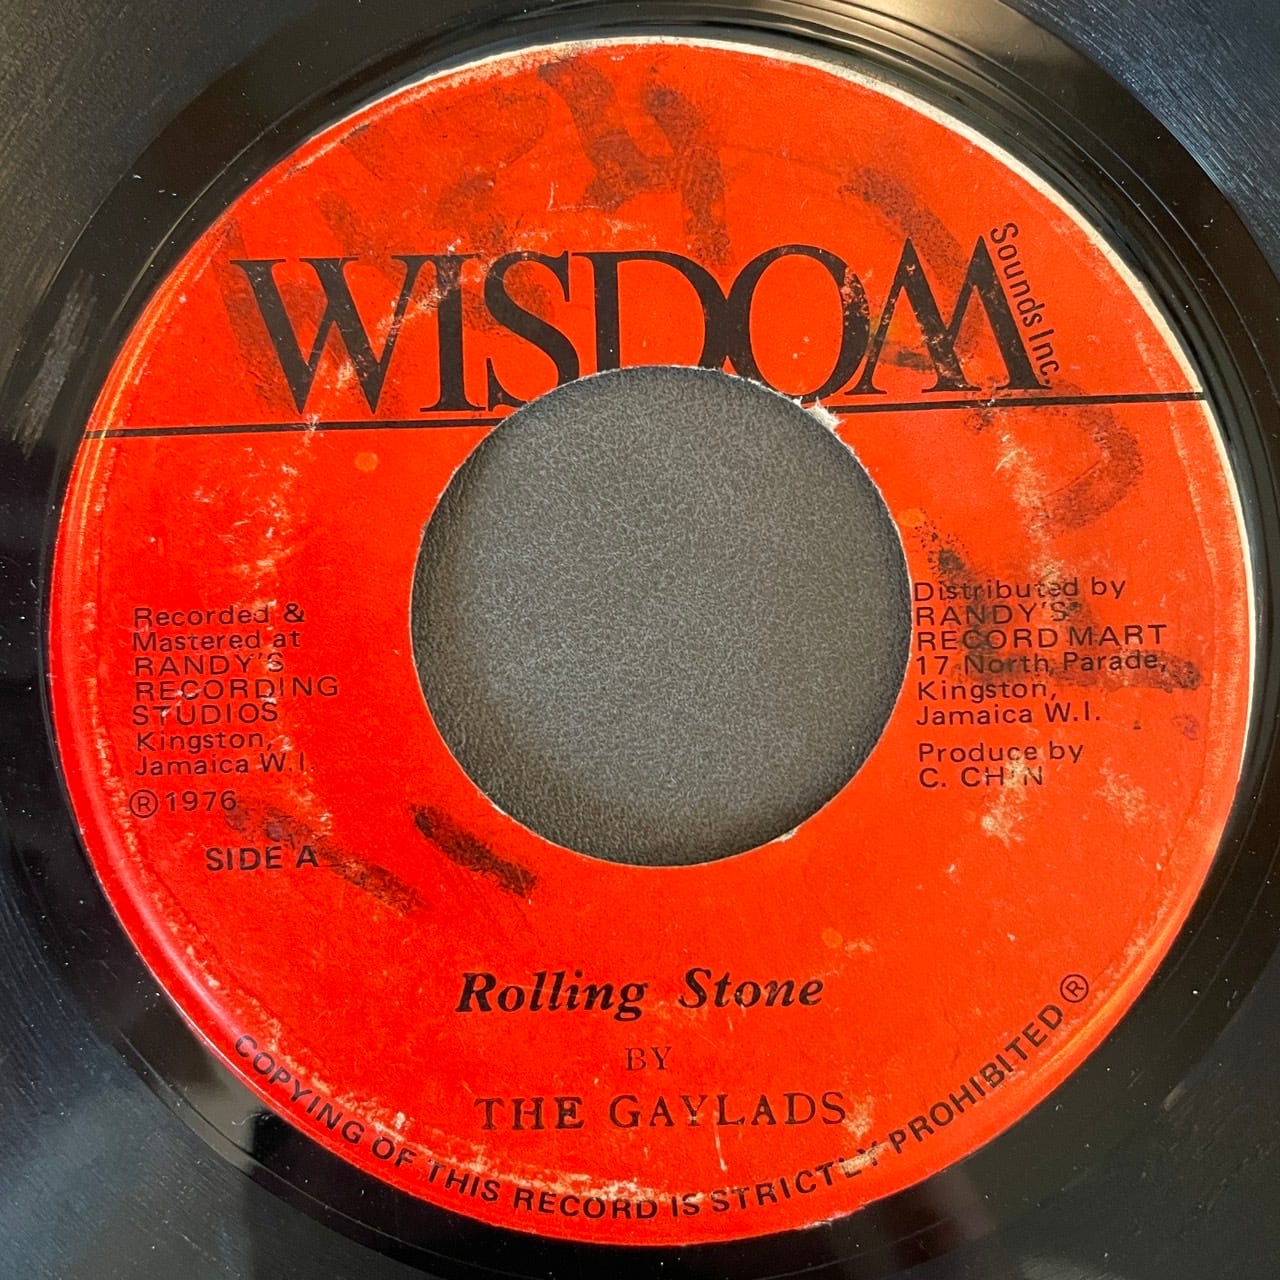 WISDOM
Sounds Inc.
Recorded &
Mastered at
RANDY'S
RECORDING
STUDIOS
Kingston,
Jamaica W.I.
Ⓡ 1976
SIDE A
Distributed by
RANDY'S
RECORD MART
17 North Parade,
Kingston,
Jamaica W.I.
Produce by
C. CHIN
Rolling Stone
BY
THE GAYLADS
COPYING OF THIS RECORD IS STRICTLY PROHIBITED Ⓡ